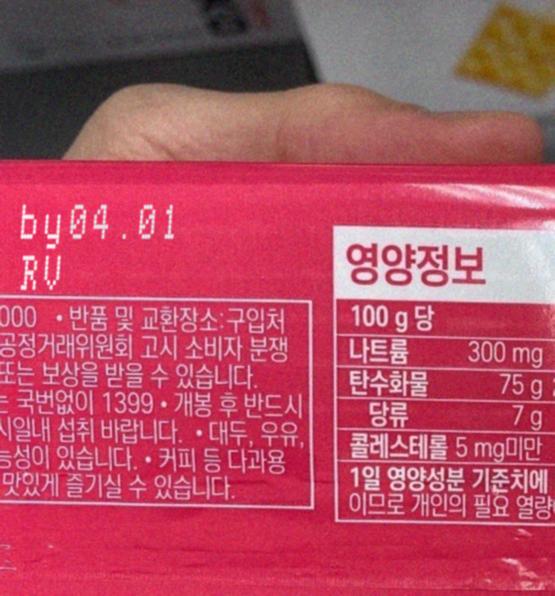 by04.01
RV
000 • 반품 및 교환장소:구입처
공정거래위원회 고시 소비자 분쟁
또는 보상을 받을 수 있습니다.
는 국번없이 1399 • 개봉 후 반드시
시일내 섭취 바랍니다. • 대두, 우유,
능성이 있습니다. • 커피 등 다과용
맛있게 즐기실 수 있습니다.
영양정보
100 g 당
나트륨 300 mg
탄수화물 75 g
당류 7 g
콜레스테롤 5 mg미만
1일 영양성분 기준치에
이므로 개인의 필요 열량